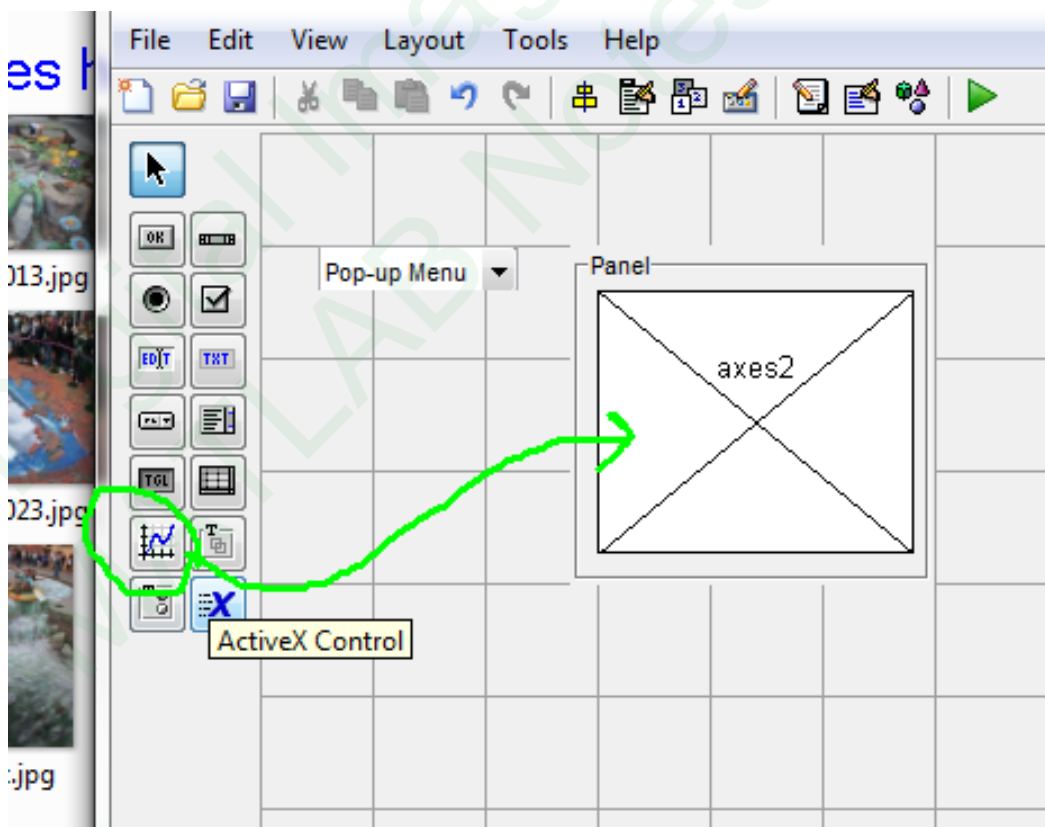 File Edit View Layout Tools Help
es h
013.jpg
023.jpg
.jpg
OK
EDIT TXT
TGL
Pop-up Menu
Panel
axes2
ActiveX Control